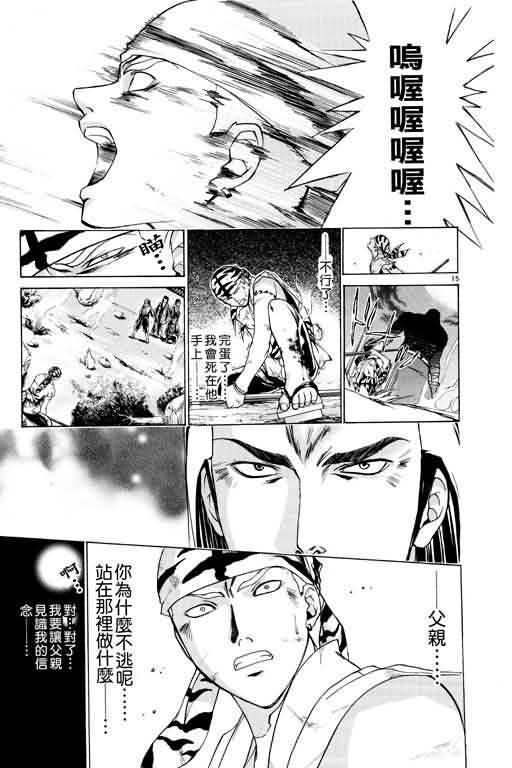 嗚喔喔喔喔…
15
──不行了…
完蛋了…
我會死在他
手上……
瞄…
──父親……
你為什麼不逃呢……
站在那裡做什麼──
啊…
對…對了…
我要讓父親
見識我的信
念──